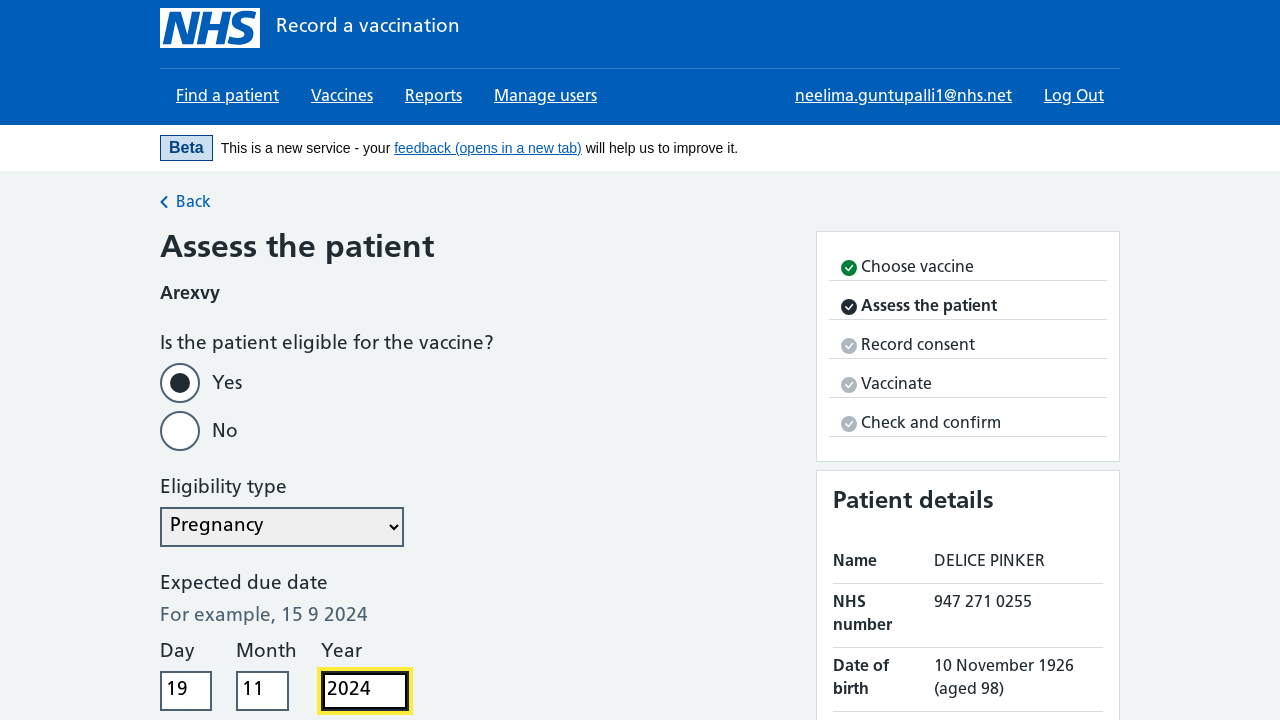 NHS Record a vaccination
Find a patient Vaccines Reports Manage users neelima.guntupalli1@nhs.net Log Out
Beta This is a new service - your feedback (opens in a new tab) will help us to improve it.
Back
Assess the patient
Arexvy
Is the patient eligible for the vaccine?
Yes
No
Eligibility type
Pregnancy
Expected due date
For example, 15 9 2024
Day Month Year
19 11 2024
Choose vaccine
Assess the patient
Record consent
Vaccinate
Check and confirm
Patient details
Name DELICE PINKER
NHS number 947 271 0255
Date of birth 10 November 1926 (aged 98)